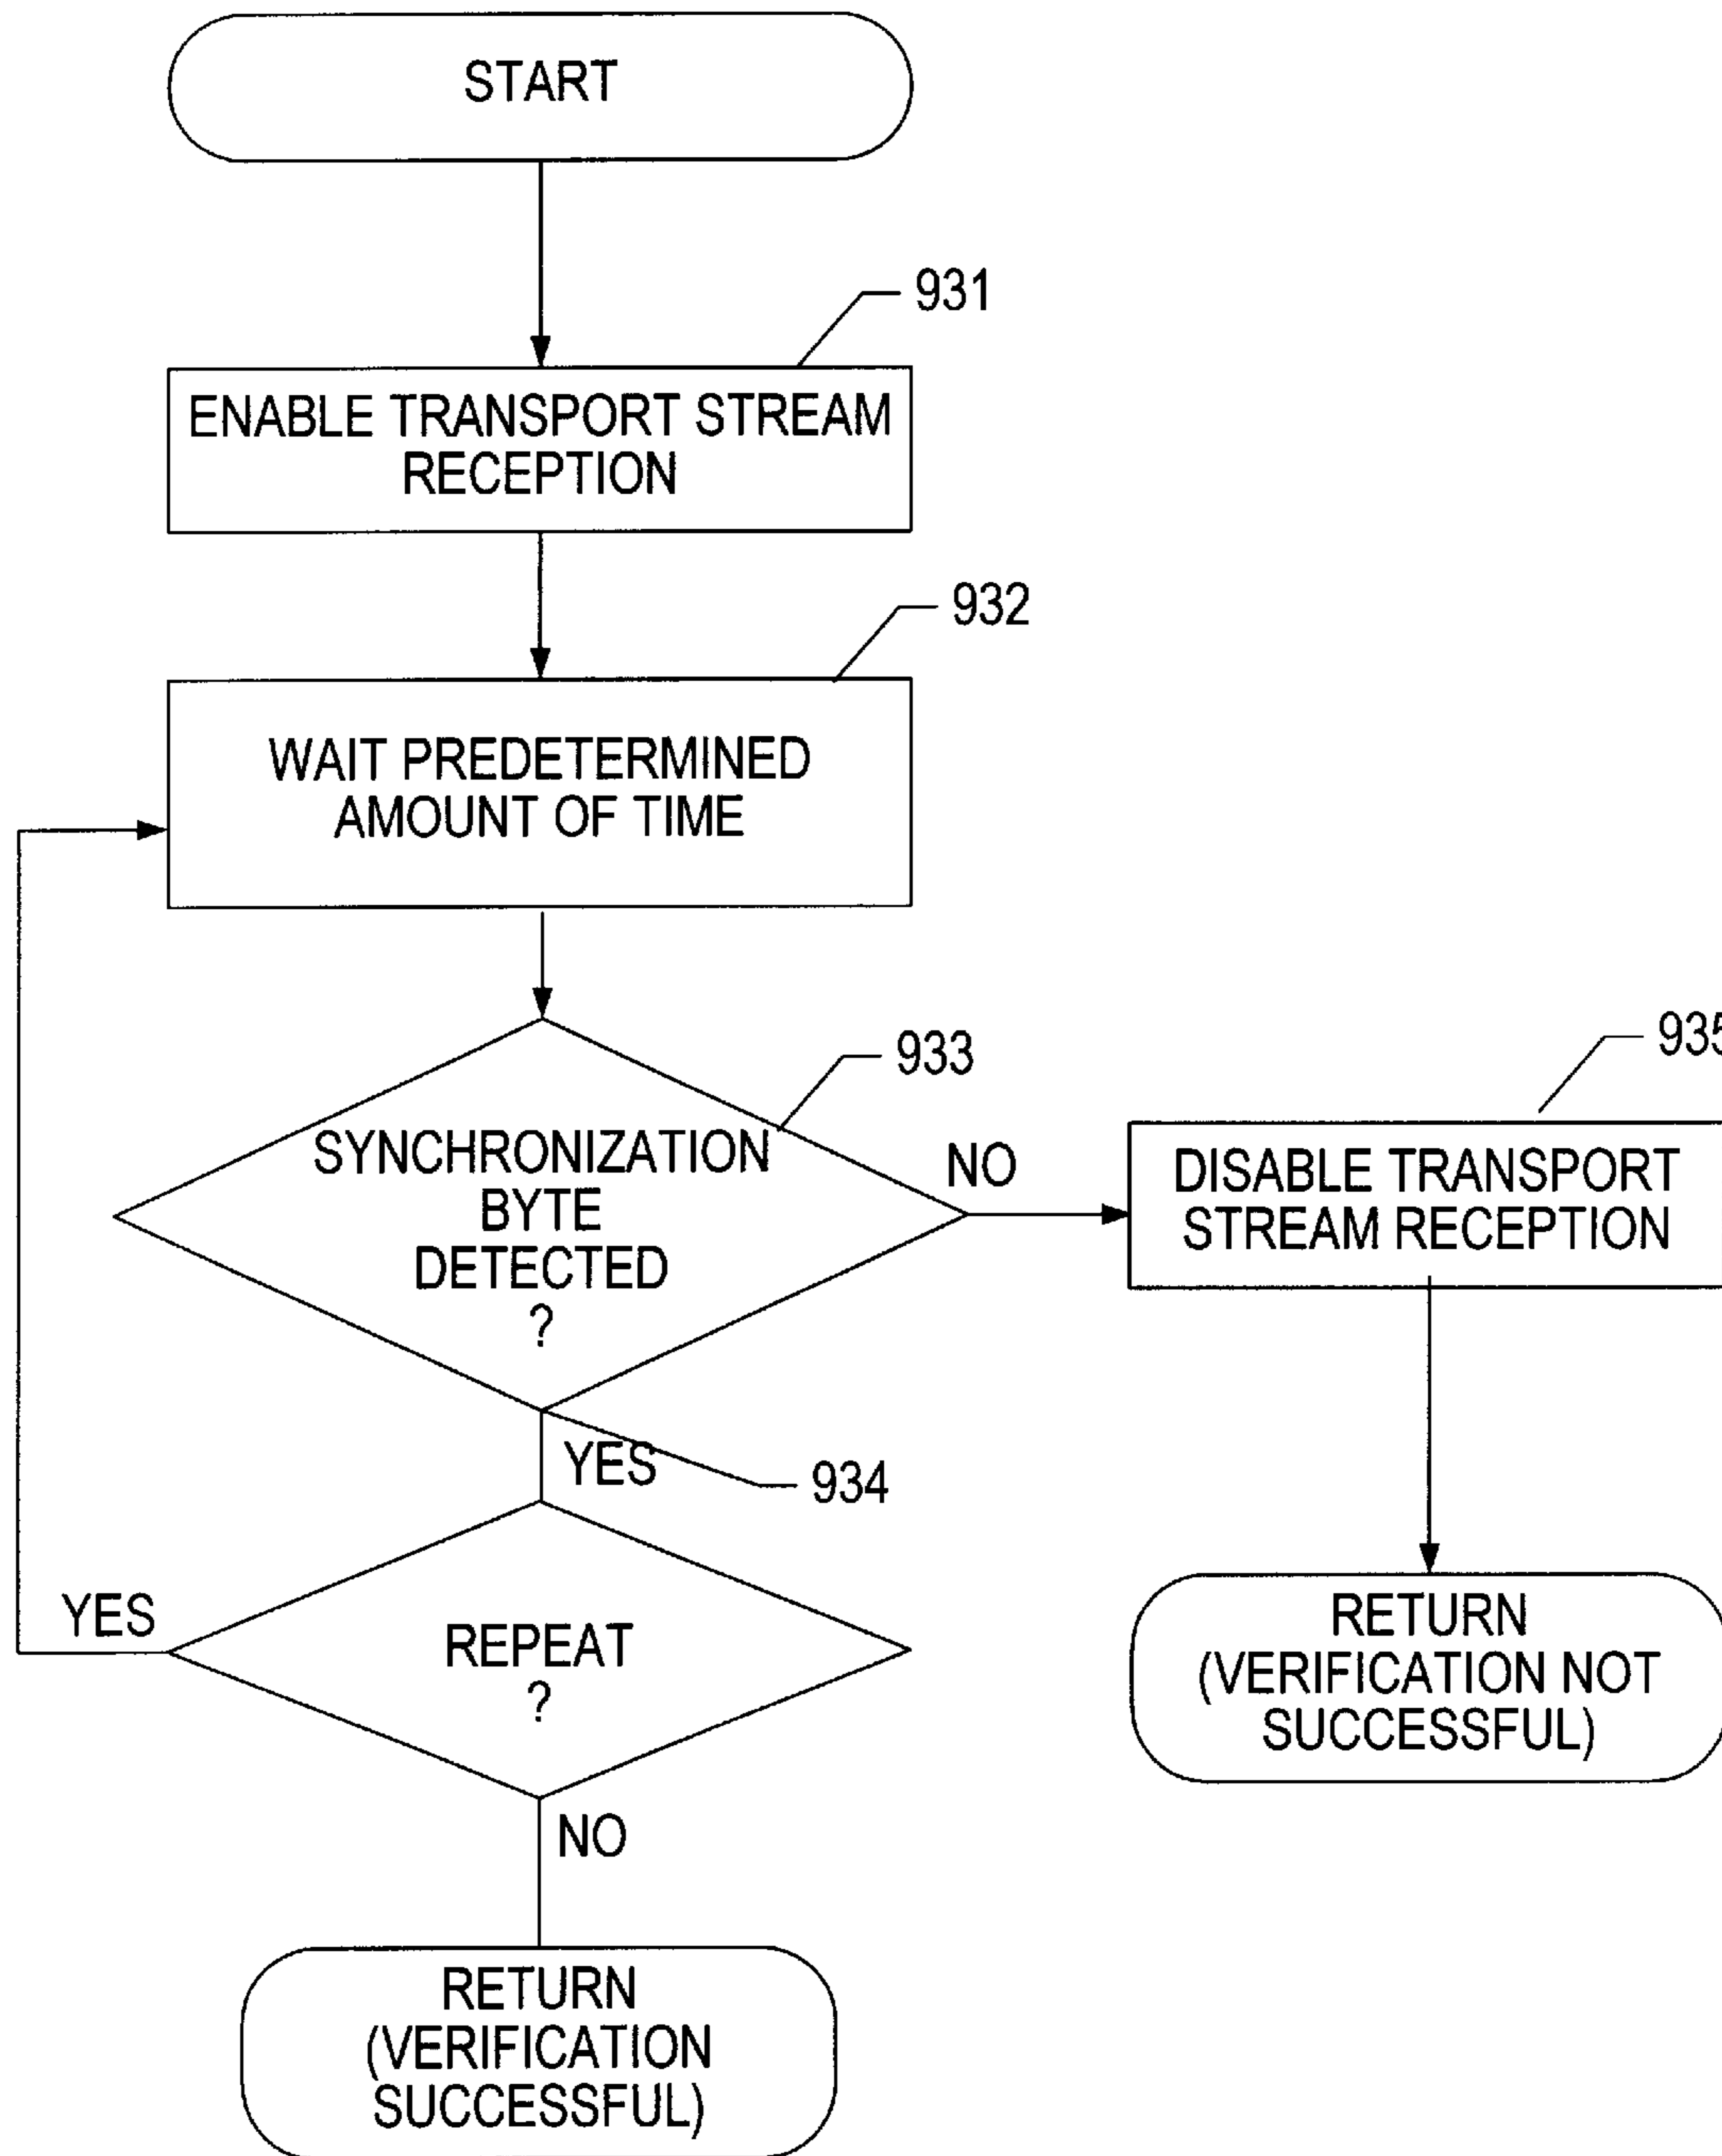 START
931
ENABLE TRANSPORT STREAM
RECEPTION
932
WAIT PREDETERMINED
AMOUNT OF TIME
933
SYNCHRONIZATION
BYTE
DETECTED
?
NO
935
DISABLE TRANSPORT
STREAM RECEPTION
YES
934
YES
REPEAT
?
NO
RETURN
(VERIFICATION NOT
SUCCESSFUL)
RETURN
(VERIFICATION
SUCCESSFUL)